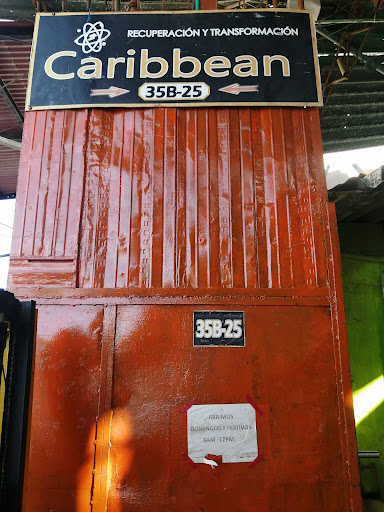 RECUPERACIÓN Y TRANSFORMACIÓN
Caribbean
35B-25
35B-25
ABRIMOS
DOMINGOS Y FESTIVOS
8AM -12PM